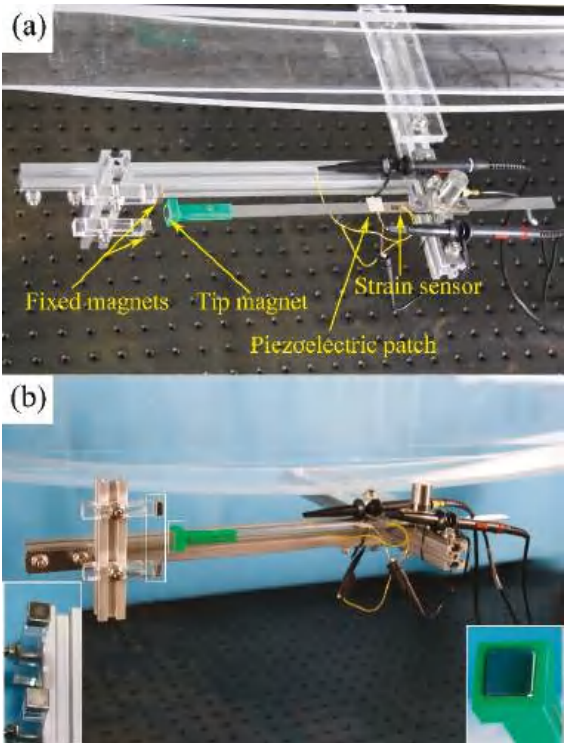 (a)
Fixed magnets
Tip magnet
Strain sensor
Piezoelectric patch
(b)